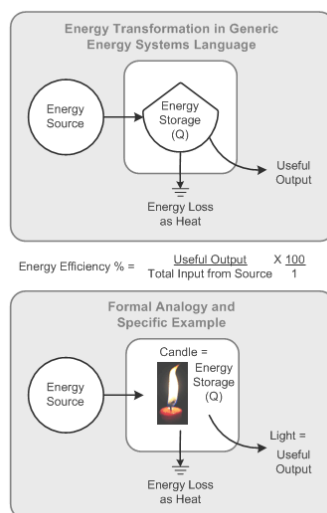 Energy Transformation in Generic
Energy Systems Language
Energy
Source
Energy
Storage
(Q)
Useful
Output
Energy Loss
as Heat
Energy Efficiency % = Useful Output X 100
Total Input from Source 1
Formal Analogy and
Specific Example
Candle =
Energy
Storage
(Q)
Energy
Source
Light =
Useful
Output
Energy Loss
as Heat